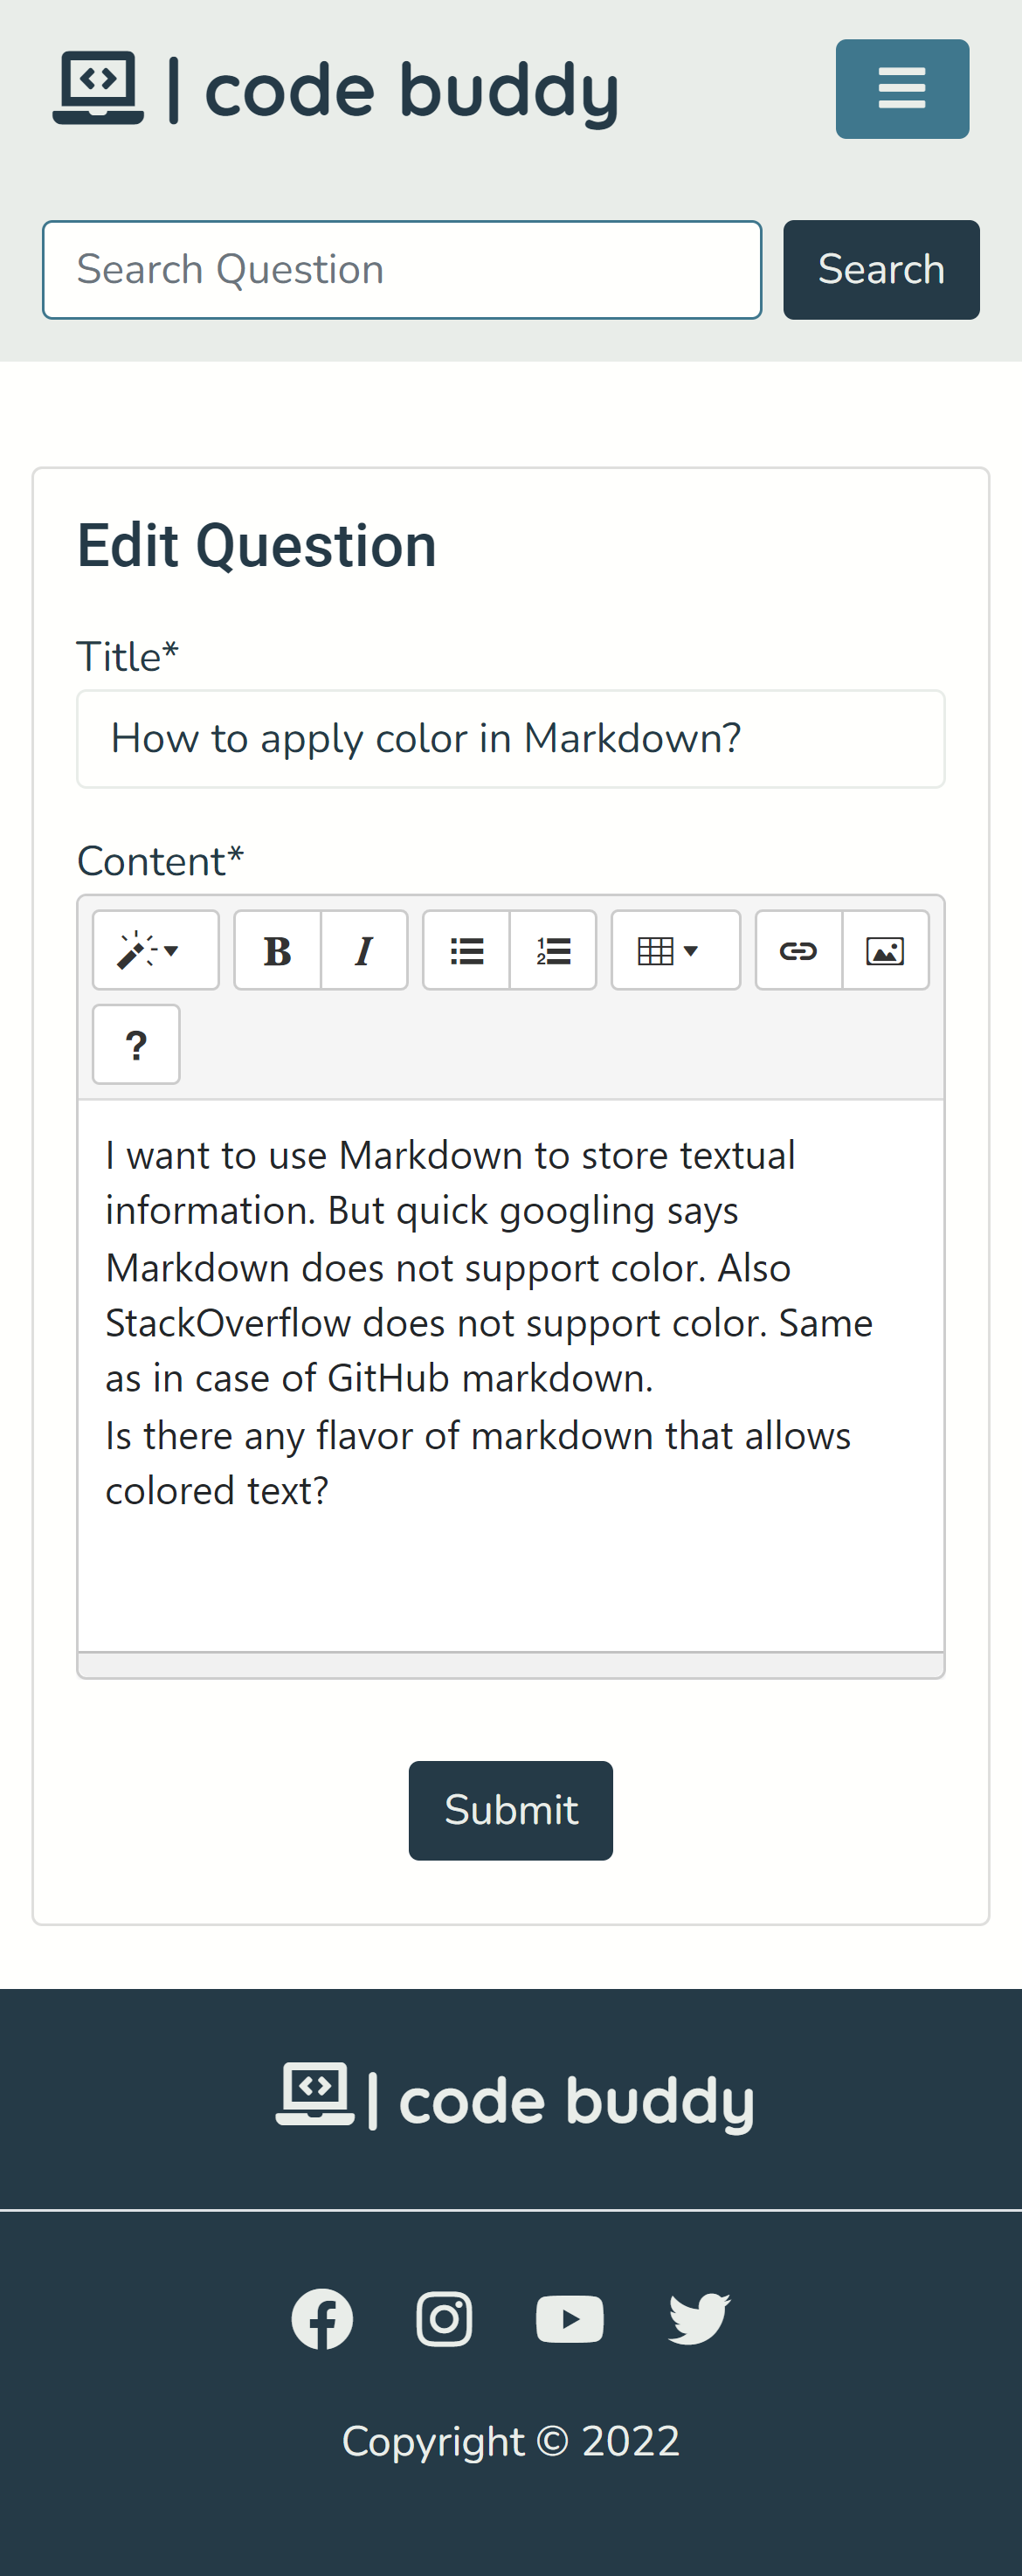 | code buddy
Search Question
Search
Edit Question
Title*
How to apply color in Markdown?
Content*
B
I
1
2
?
I want to use Markdown to store textual
information. But quick googling says
Markdown does not support color. Also
StackOverflow does not support color. Same
as in case of GitHub markdown.
Is there any flavor of markdown that allows
colored text?
Submit
| code buddy
Copyright © 2022